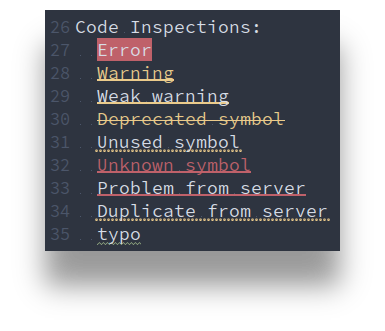 26 Code Inspections:
27 Error
28 Warning
29 Weak warning
30 Deprecated symbol
31 Unused symbol
32 Unknown symbol
33 Problem from server
34 Duplicate from server
35 typo